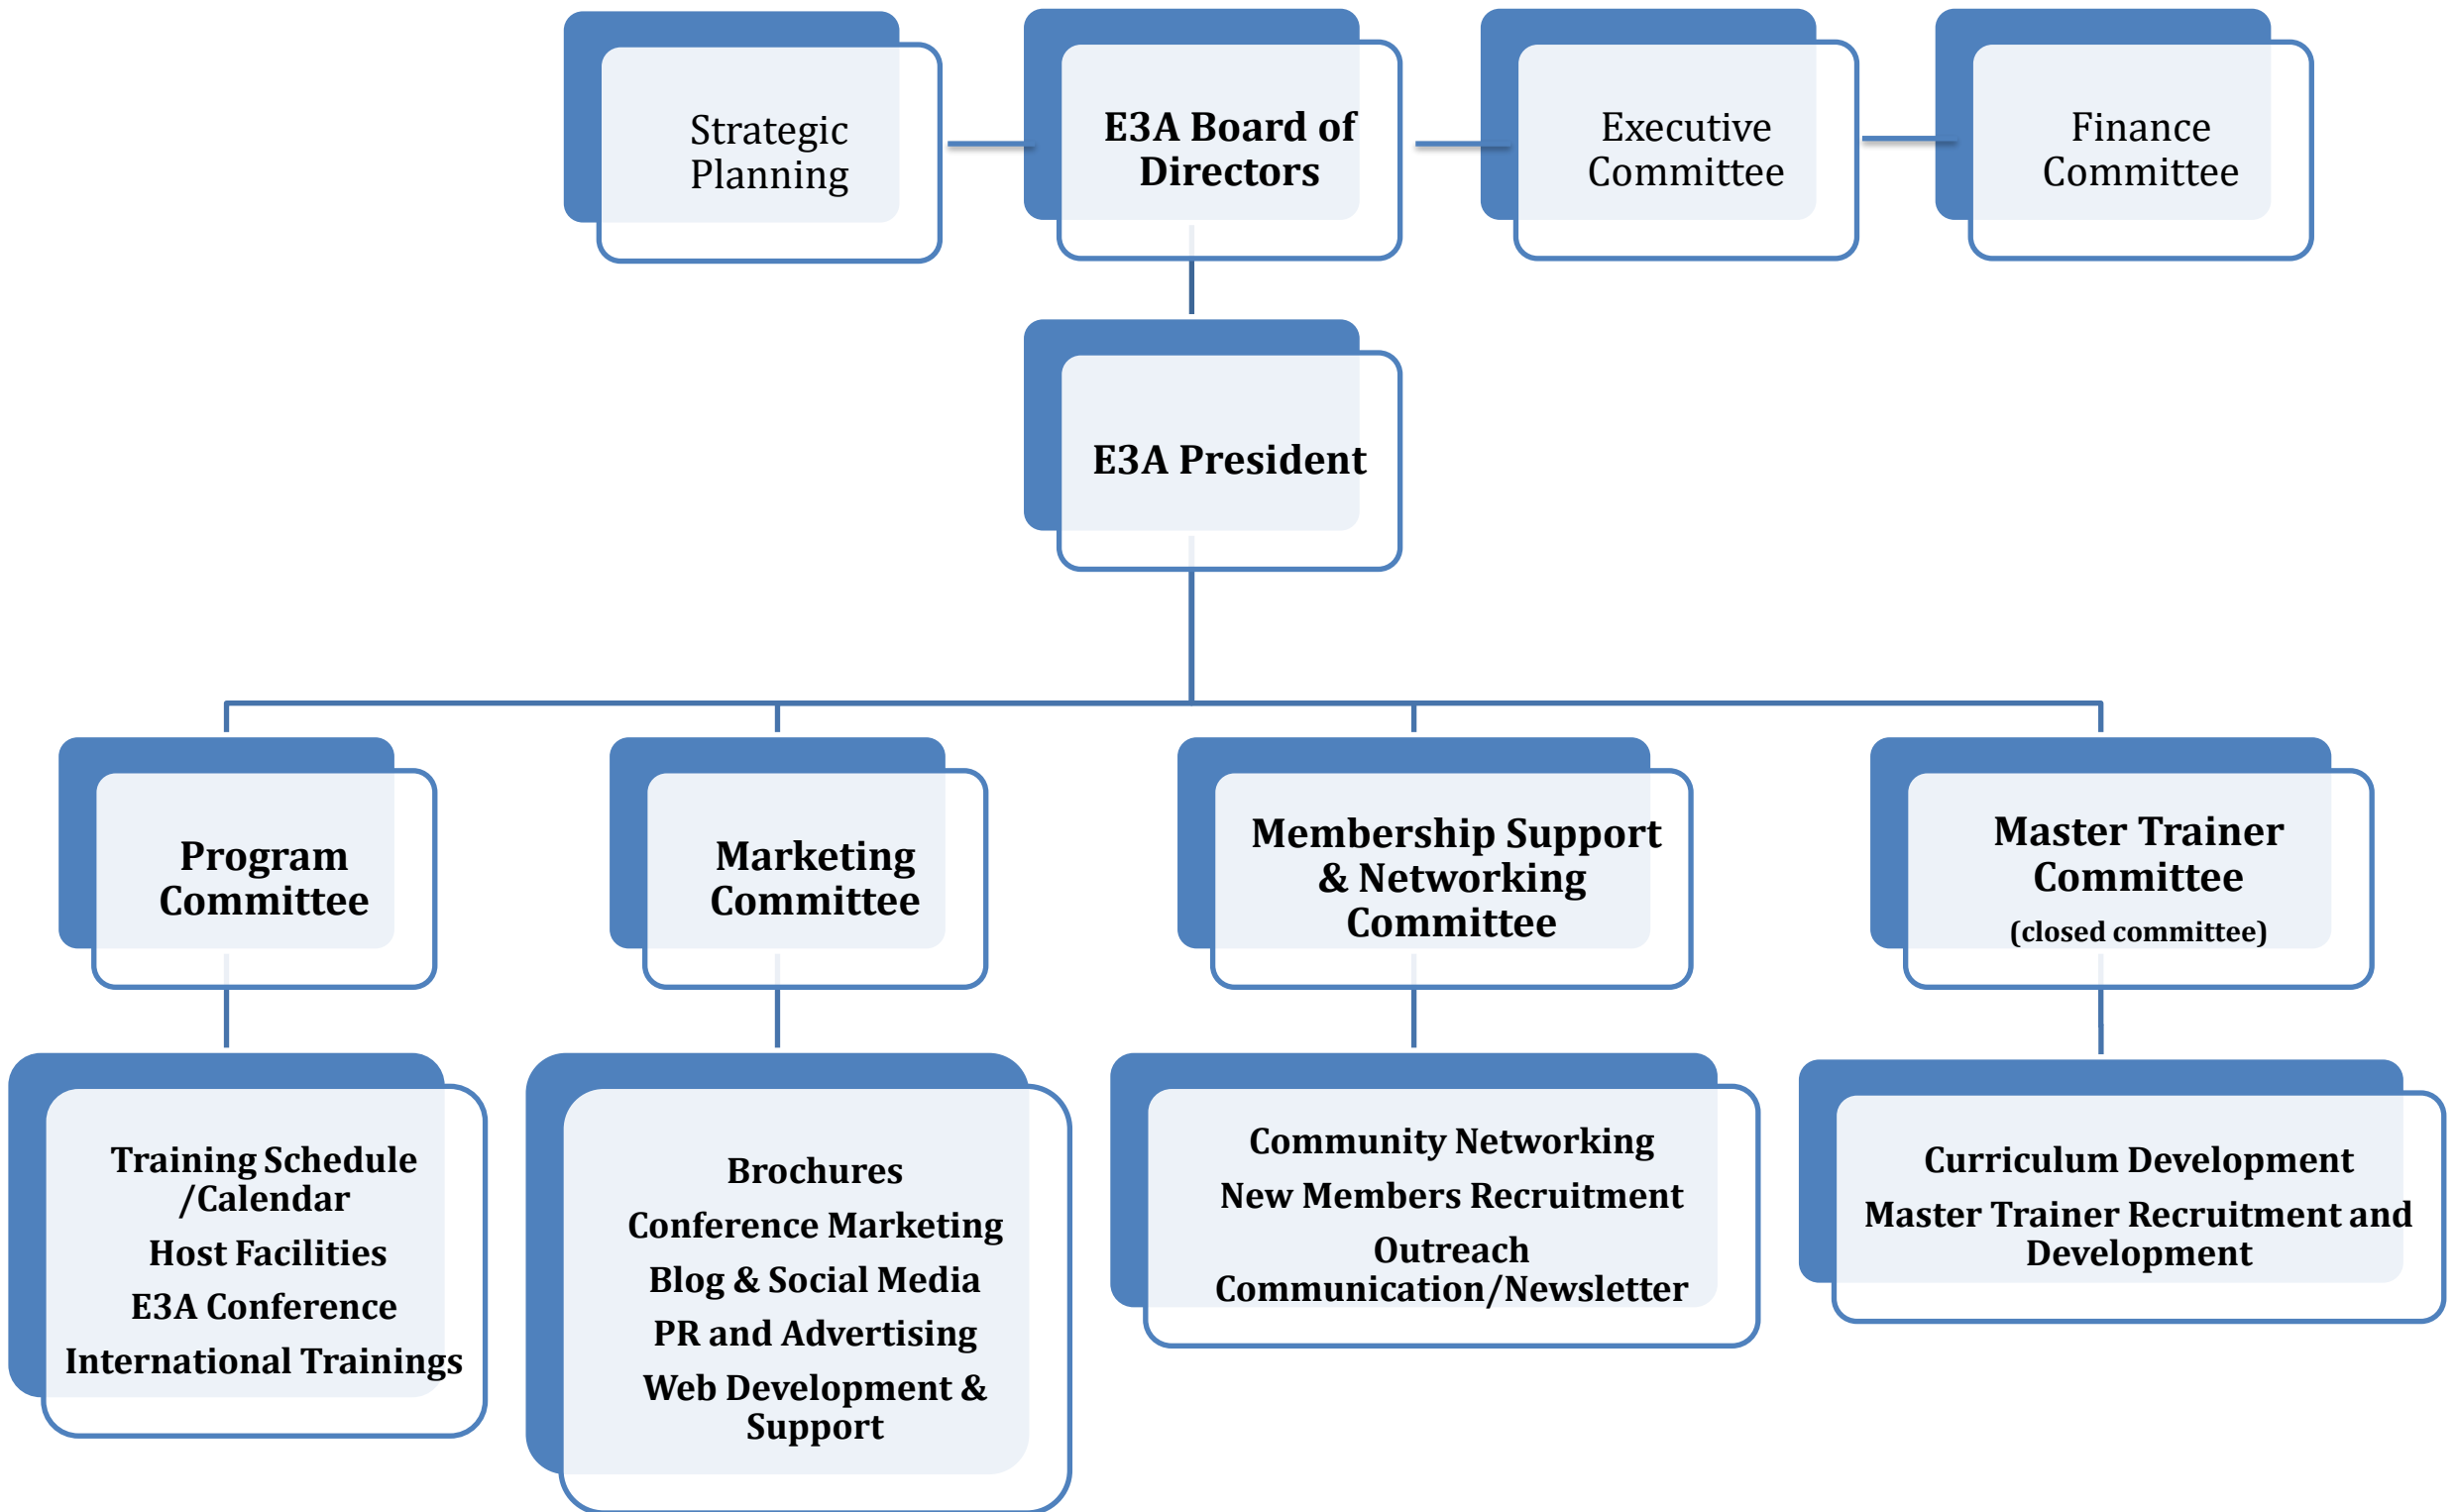 Strategic
Planning
E3A Board of
Directors
Executive
Committee
Finance
Committee
E3A President
Program
Committee
Marketing
Committee
Membership Support
& Networking
Committee
Master Trainer
Committee
(closed committee)
Training Schedule
/Calendar
Host Facilities
E3A Conference
International Trainings
Brochures
Conference Marketing
Blog & Social Media
PR and Advertising
Web Development &
Support
Community Networking
New Members Recruitment
Outreach
Communication/Newsletter
Curriculum Development
Master Trainer Recruitment and
Development